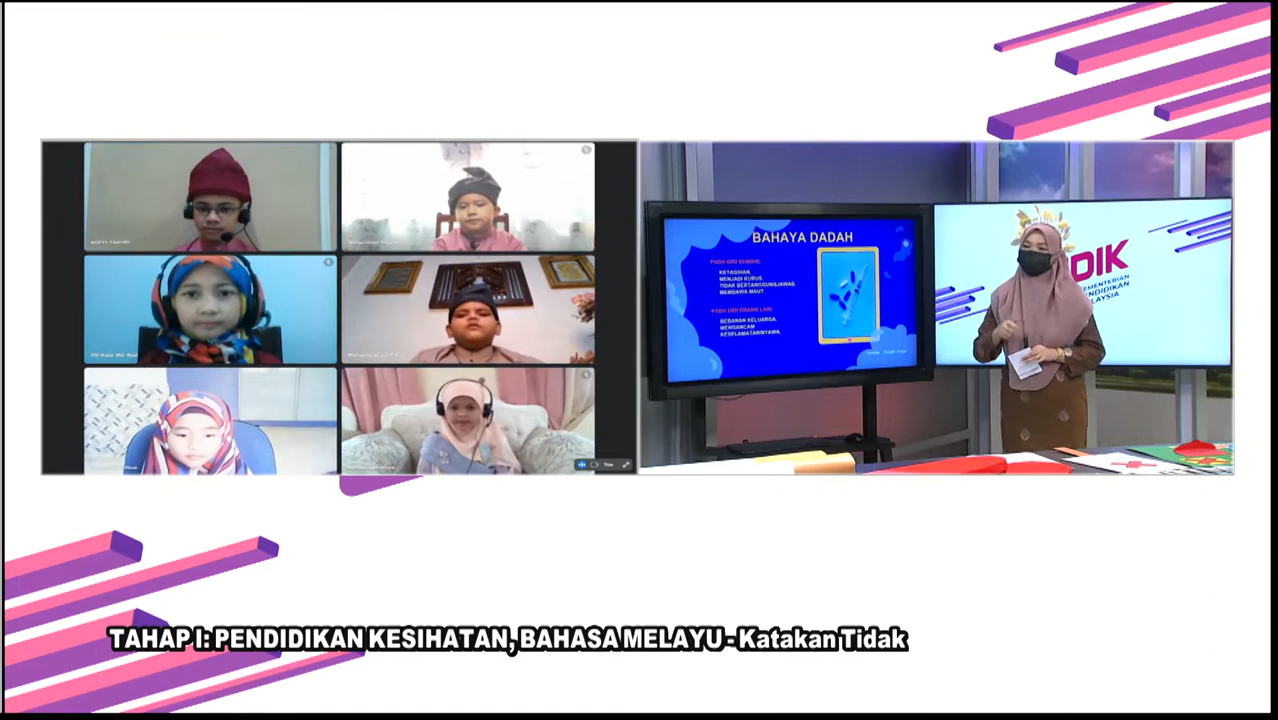 BAHAYA DADAH
PADA DIRI SENDIRI:
KETAGIHAN.
MENJADI KURUS.
TIDAK BERTANGGUNGJAWAB.
MEMBAWA MAUT.
PADA DIRI ORANG LAIN:
BEBANAN KELUARGA.
MENGANCAM
KESELAMATAN NYAWA.
DIK
KEMENTERIAN
PENDIDIKAN
MALAYSIA
TAHAP I: PENDIDIKAN KESIHATAN, BAHASA MELAYU - Katakan Tidak